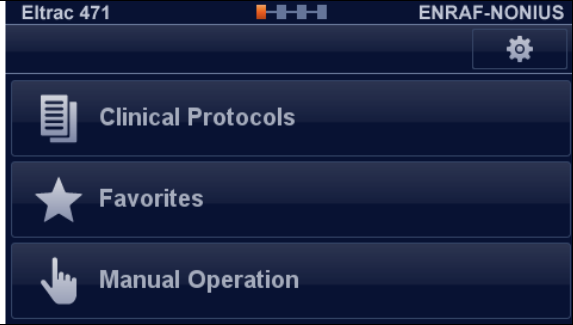 Eltrac 471 ENRAF-NONIUS
Clinical Protocols
Favorites
Manual Operation